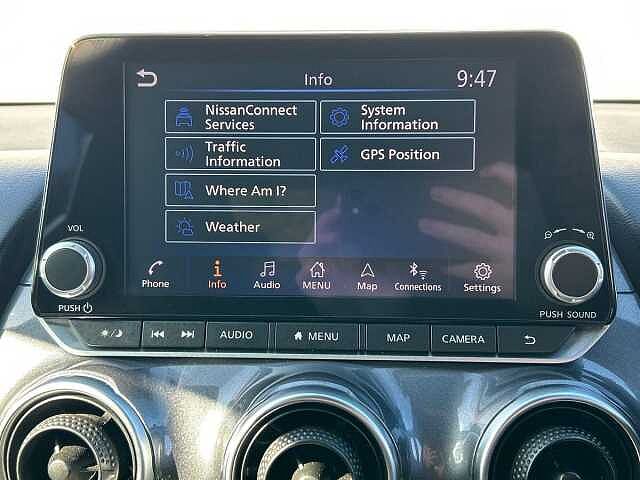 Info
9:47
NissanConnect
Services
System
Information
Traffic
Information
GPS Position
Where Am I?
Weather
VOL
PUSH
Phone
Info
Audio
MENU
Map
Connections
Settings
PUSH SOUND
AUDIO
MENU
MAP
CAMERA